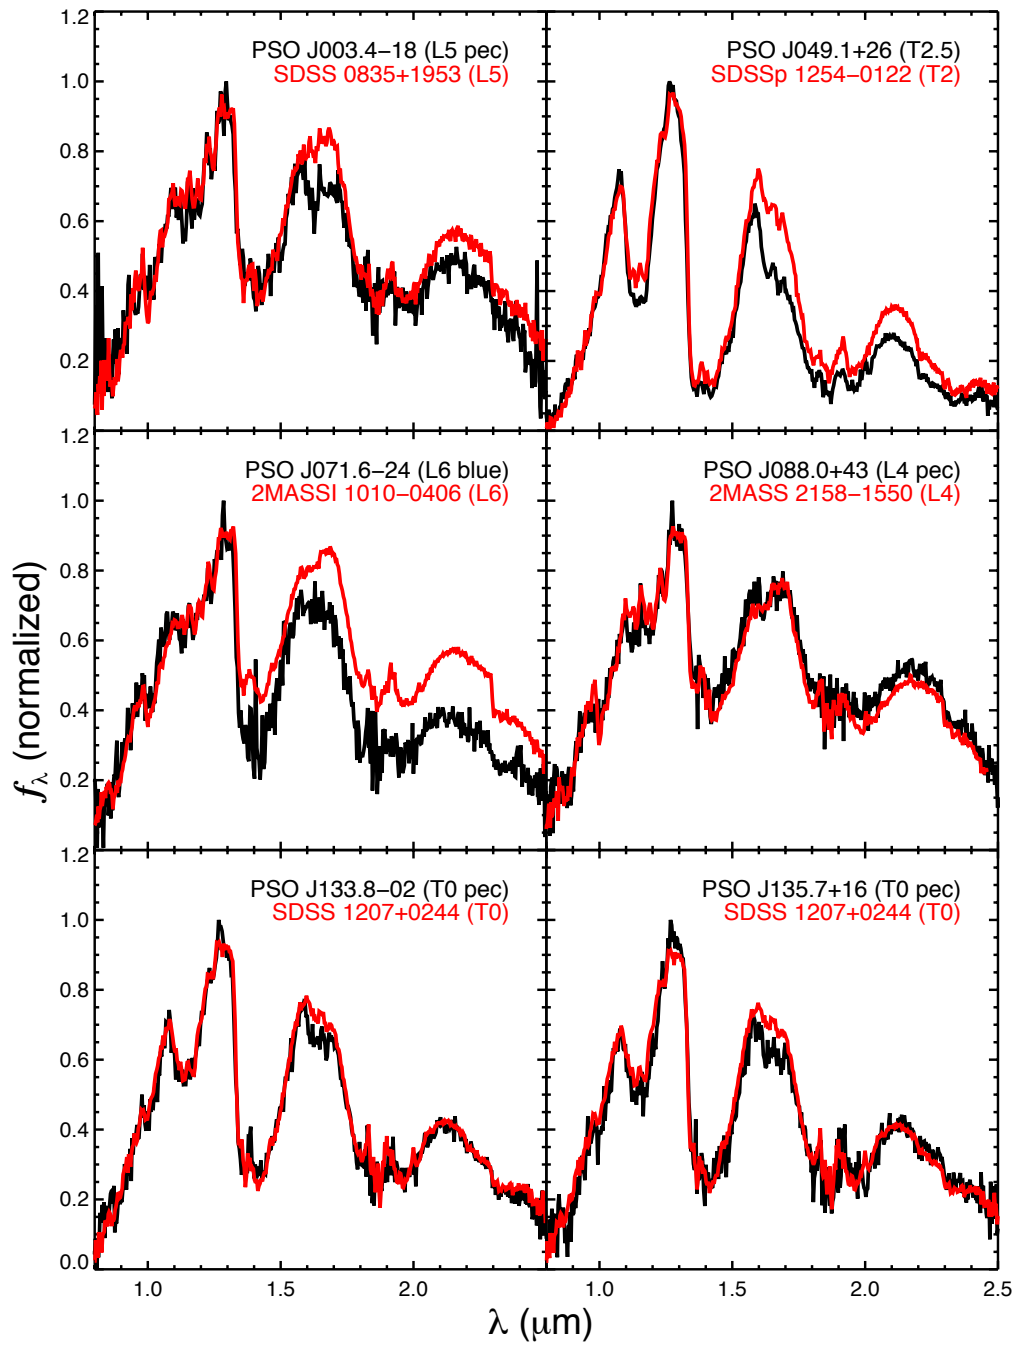 1.2
PSO J003.4−18 (L5 pec)
SDSS 0835+1953 (L5)
1.0
0.8
0.6
0.4
0.2
PSO J049.1+26 (T2.5)
SDSSp 1254−0122 (T2)
1.2
PSO J071.6−24 (L6 blue)
2MASSI 1010−0406 (L6)
1.0
0.8
0.6
0.4
0.2
PSO J088.0+43 (L4 pec)
2MASS 2158−1550 (L4)
1.2
PSO J133.8−02 (T0 pec)
SDSS 1207+0244 (T0)
1.0
0.8
0.6
0.4
0.2
0.0
PSO J135.7+16 (T0 pec)
SDSS 1207+0244 (T0)
1.0 1.5 2.0 1.0 1.5 2.0 2.5
fλ (normalized)
λ (μm)